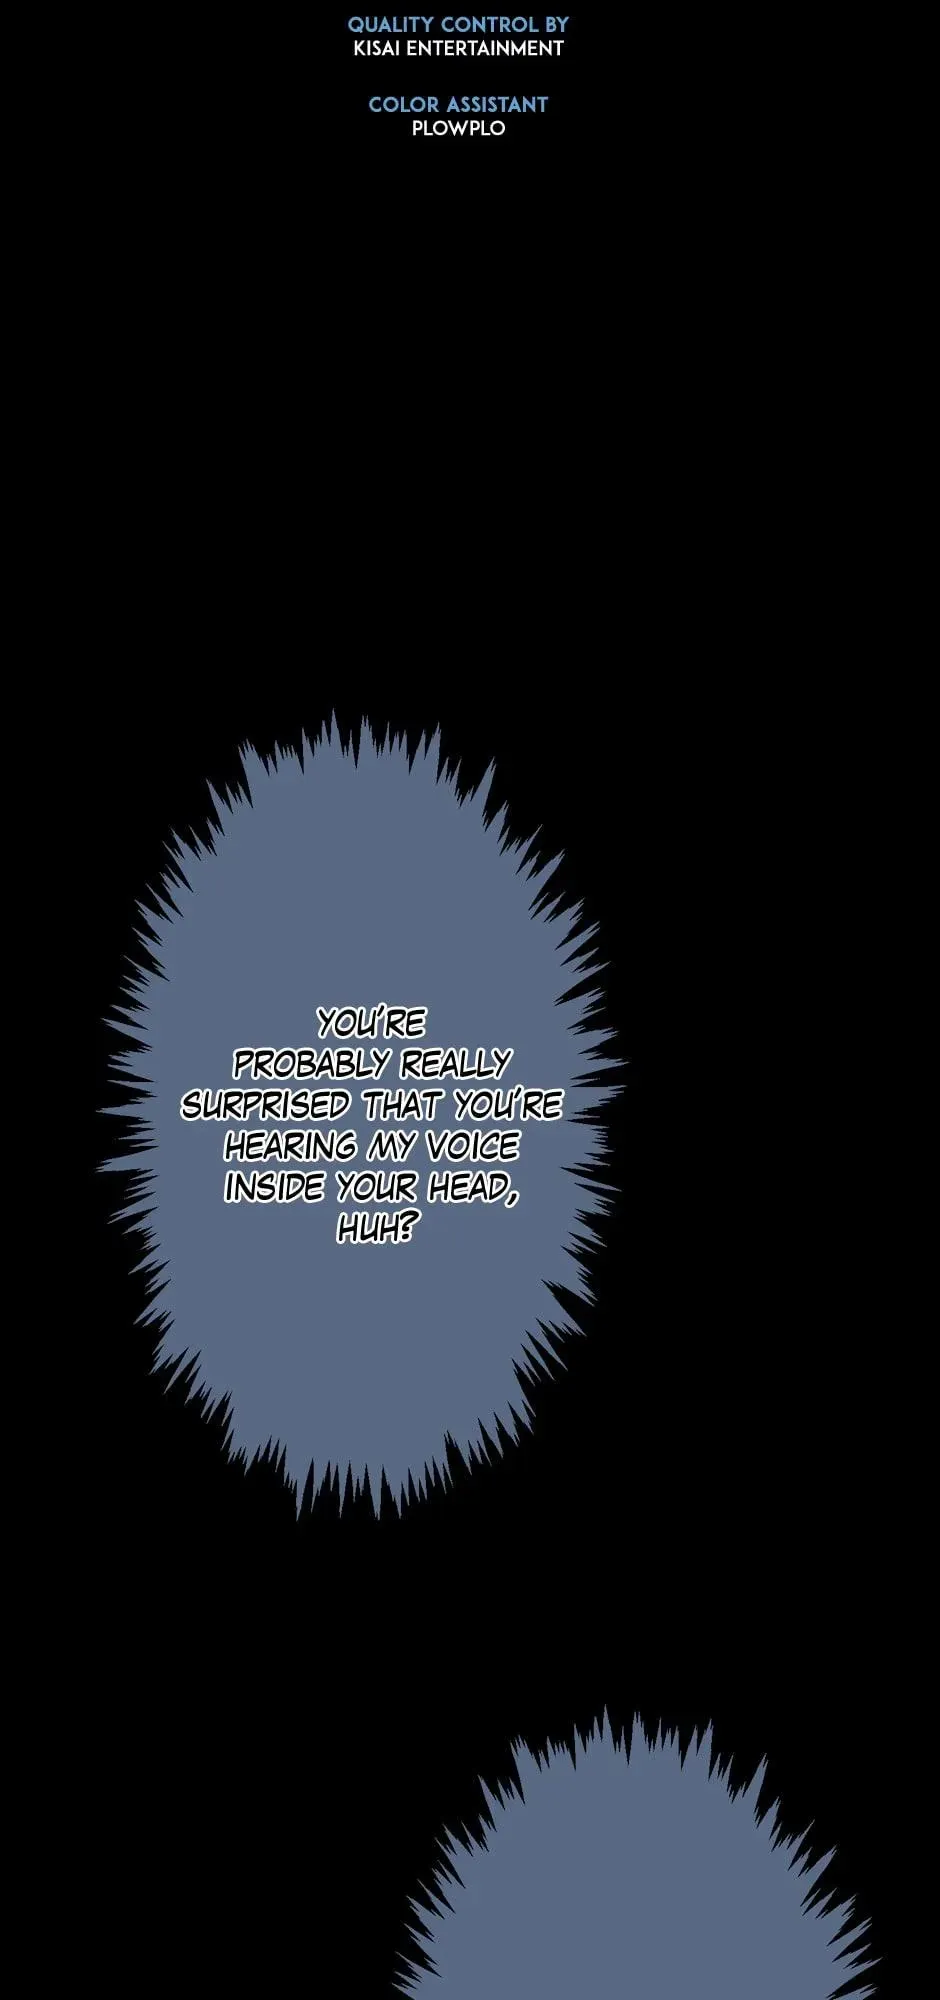 QUALITY CONTROL BY
KISAI ENTERTAINMENT
COLOR ASSISTANT
PLOWPLO
YOU'RE
PROBABLY REALLY
SURPRISED THAT YOU'RE
HEARING MY VOICE
INSIDE YOUR HEAD,
HUH?